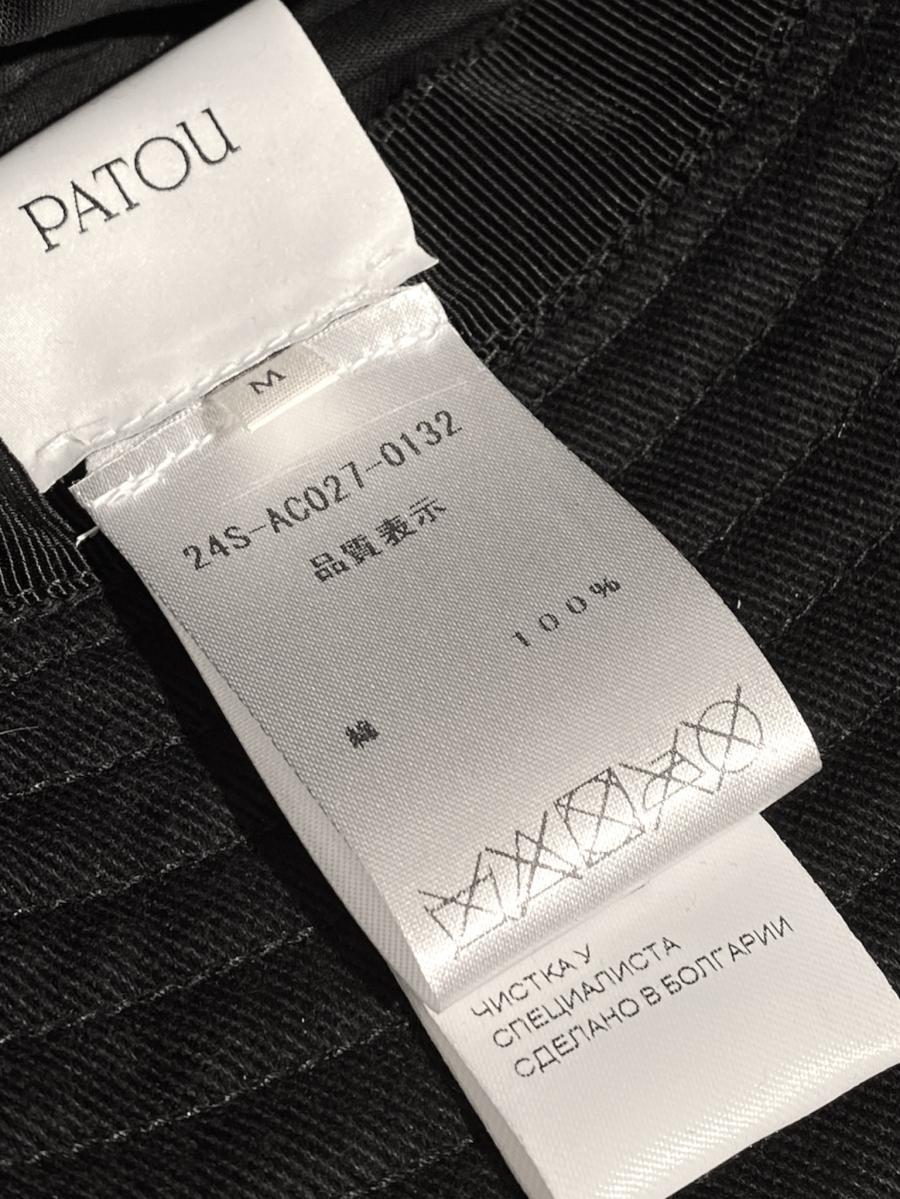 PATOU
M
24S-AC027-0132
品質表示
100%
綿
ЧИСТКА У
СПЕЦИАЛИСТА
СДЕЛАНО В БОЛГАРИИ